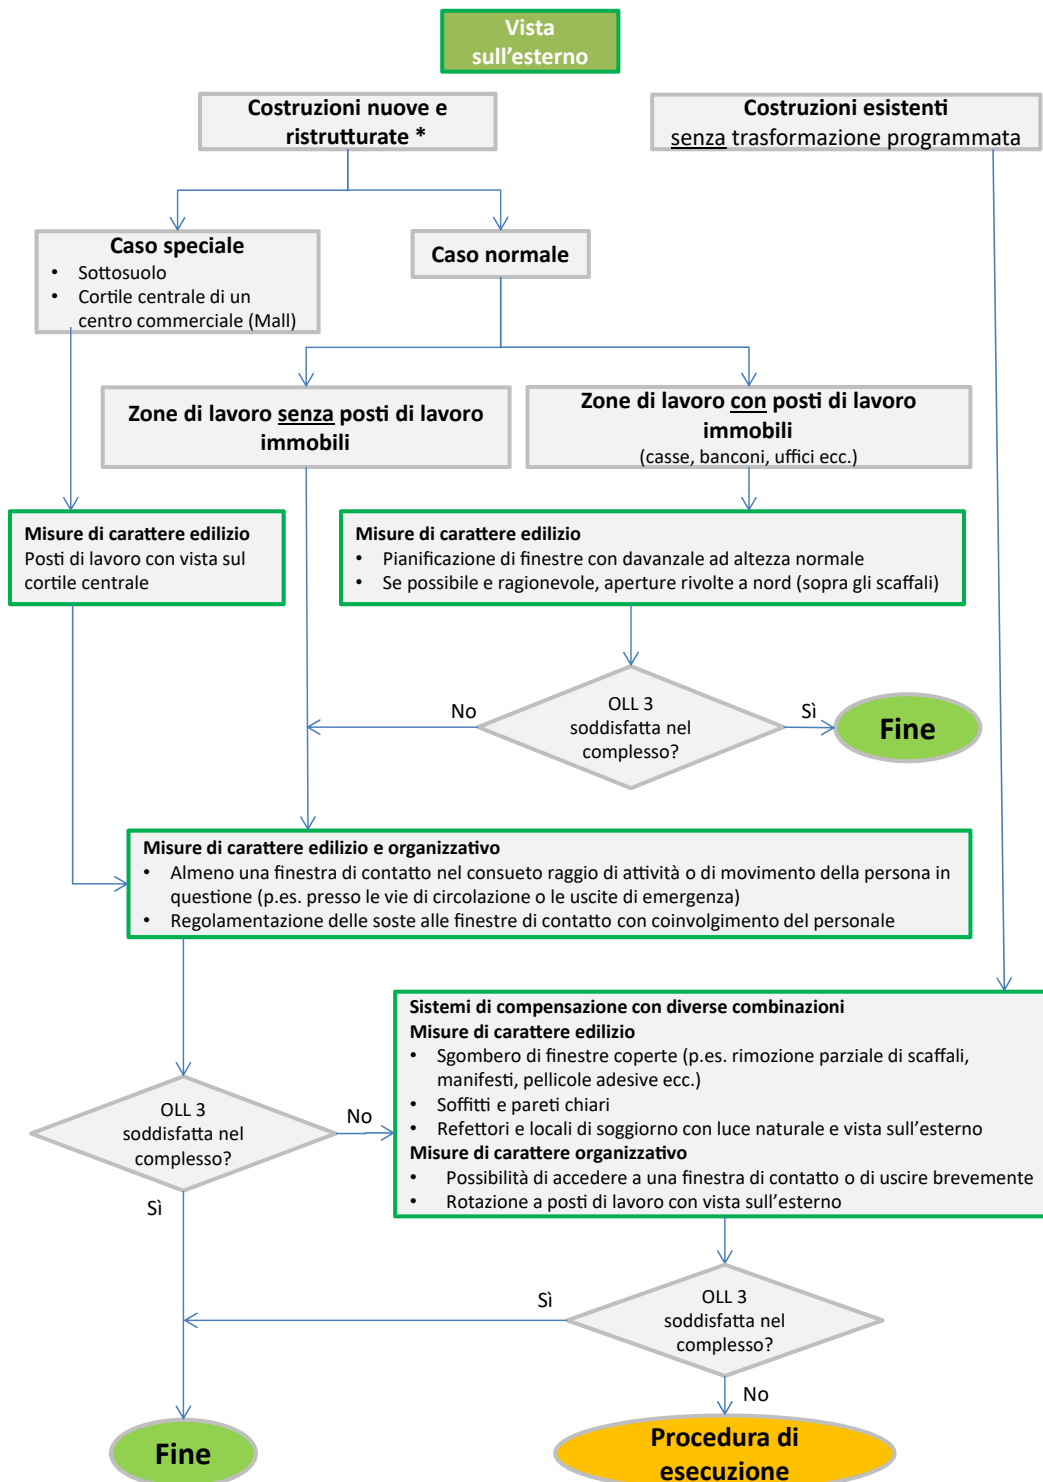 Vista
sull'esterno
Costruzioni nuove e
ristrutturate *
Costruzioni esistenti
senza trasformazione programmata
Caso speciale
• Sottosuolo
• Cortile centrale di un
centro commerciale (Mall)
Caso normale
Zone di lavoro senza posti di lavoro
immobili
Zone di lavoro con posti di lavoro
immobili
(casse, banconi, uffici ecc.)
Misure di carattere edilizio
Posti di lavoro con vista sul
cortile centrale
Misure di carattere edilizio
• Pianificazione di finestre con davanzale ad altezza normale
• Se possibile e ragionevole, aperture rivolte a nord (sopra gli scaffali)
OLL 3
soddisfatta nel
complesso?
No
Sì
Fine
Misure di carattere edilizio e organizzativo
• Almeno una finestra di contatto nel consueto raggio di attività o di movimento della persona in
questione (p.es. presso le vie di circolazione o le uscite di emergenza)
• Regolamentazione delle soste alle finestre di contatto con coinvolgimento del personale
Sistemi di compensazione con diverse combinazioni
Misure di carattere edilizio
• Sgombero di finestre coperte (p.es. rimozione parziale di scaffali,
manifesti, pellicole adesive ecc.)
• Soffitti e pareti chiari
• Refettori e locali di soggiorno con luce naturale e vista sull'esterno
Misure di carattere organizzativo
• Possibilità di accedere a una finestra di contatto o di uscire brevemente
• Rotazione a posti di lavoro con vista sull'esterno
OLL 3
soddisfatta nel
complesso?
No
Sì
OLL 3
soddisfatta nel
complesso?
Sì
No
Fine
Procedura di
esecuzione